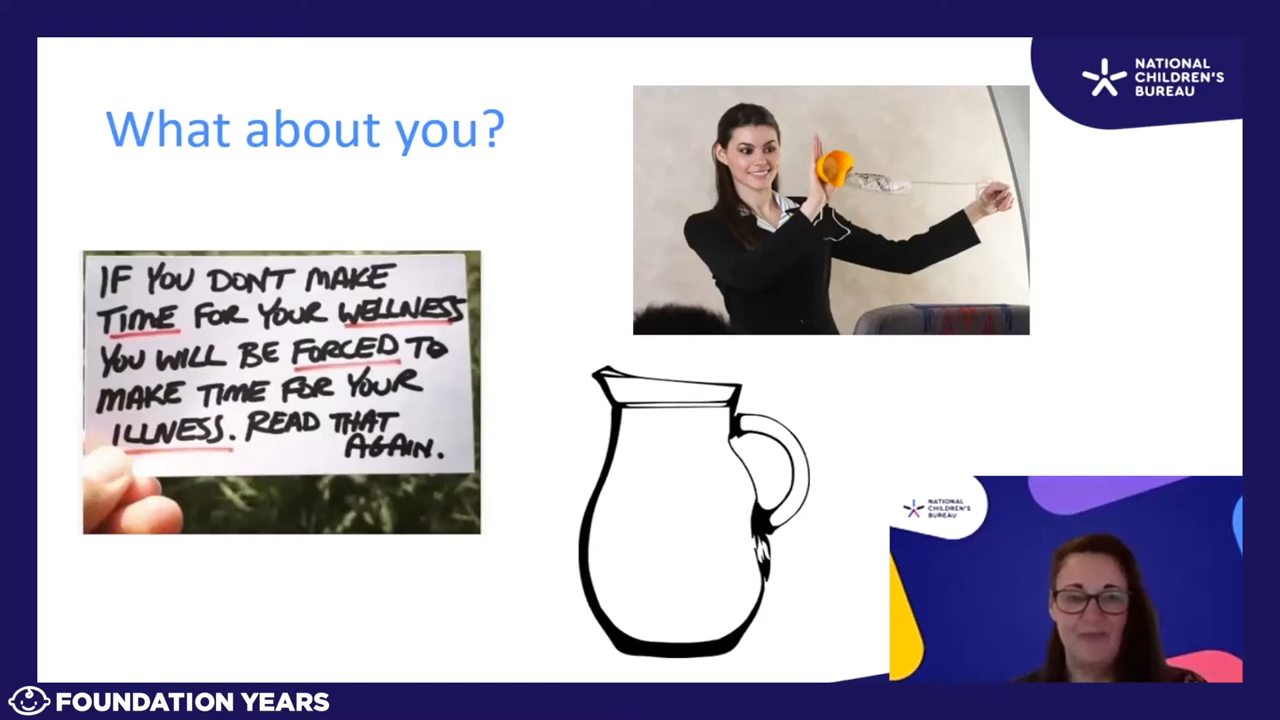 What about you?
NATIONAL
CHILDREN'S
BUREAU
IF YOU DON'T MAKE
TIME FOR YOUR WELLNESS
YOU WILL BE FORCED TO
MAKE TIME FOR YOUR
ILLNESS. READ THAT
AGAIN.
NATIONAL
CHILDREN'S
BUREAU
FOUNDATION YEARS